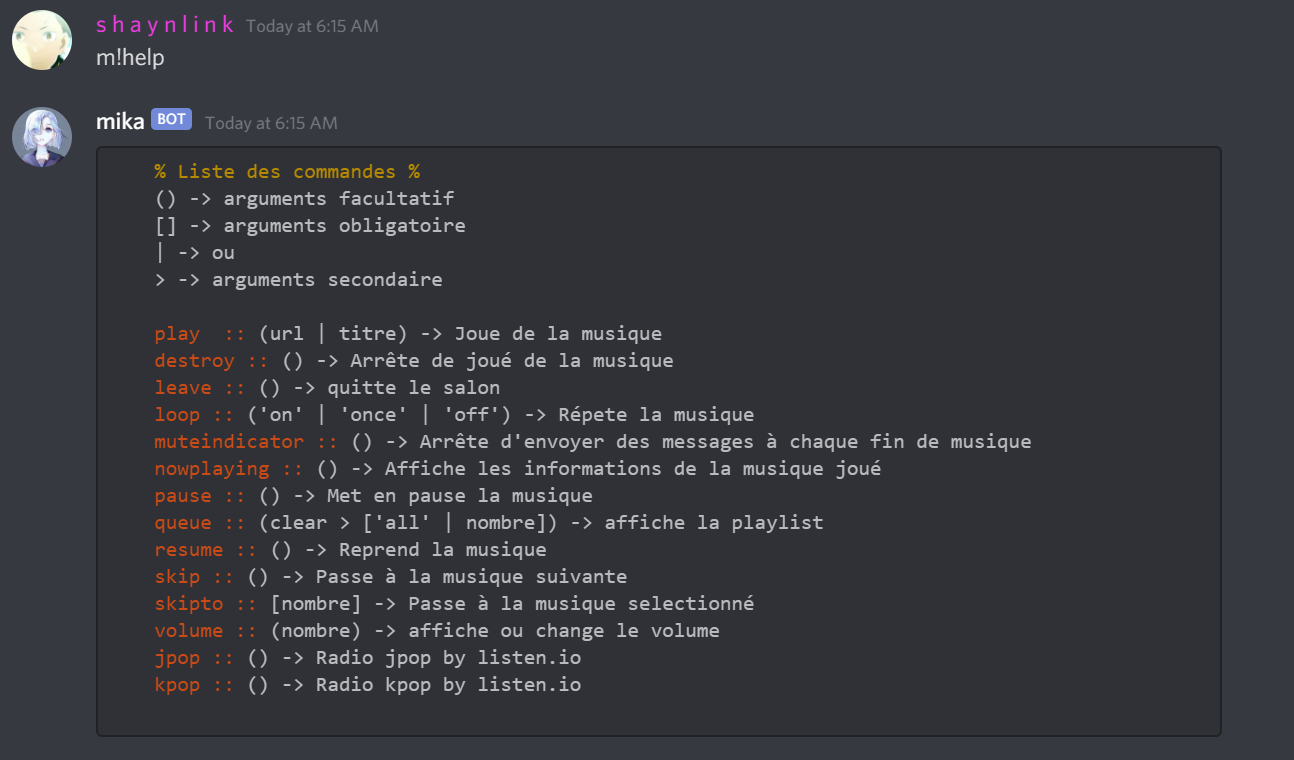 shaynlink Today at 6:15 AM
m!help
mika BOT Today at 6:15 AM
% Liste des commandes %
() -> arguments facultatif
[] -> arguments obligatoire
| -> ou
> -> arguments secondaire
play  :: (url | titre) -> Joue de la musique
destroy :: () -> Arrête de joué de la musique
leave :: () -> quitte le salon
loop :: ('on' | 'once' | 'off') -> Répete la musique
muteindicator :: () -> Arrête d'envoyer des messages à chaque fin de musique
nowplaying :: () -> Affiche les informations de la musique joué
pause :: () -> Met en pause la musique
queue :: (clear > ['all' | nombre]) -> affiche la playlist
resume :: () -> Reprend la musique
skip :: () -> Passe à la musique suivante
skipto :: [nombre] -> Passe à la musique selectionné
volume :: (nombre) -> affiche ou change le volume
jpop :: () -> Radio jpop by listen.io
kpop :: () -> Radio kpop by listen.io